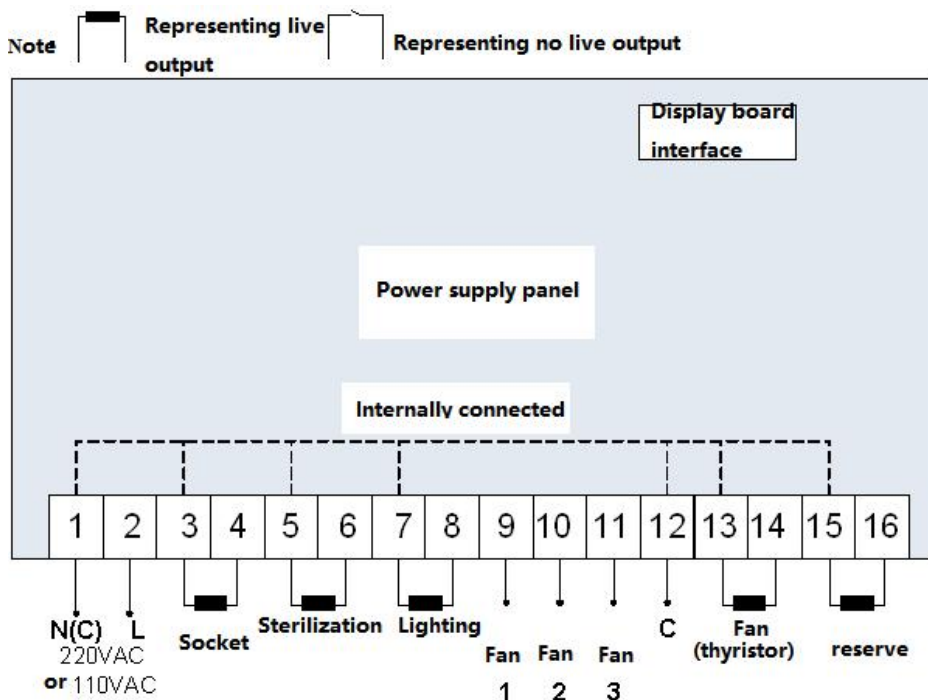 Note:
Representing live
output
Representing no live output
Display board
interface
Power supply panel
Internally connected
1 2 3 4 5 6 7 8 9 10 11 12 13 14 15 16
N(C) L
220VAC
or 110VAC
Socket
Sterilization
Lighting
Fan
1
Fan
2
Fan
3
C
Fan
(thyristor)
reserve